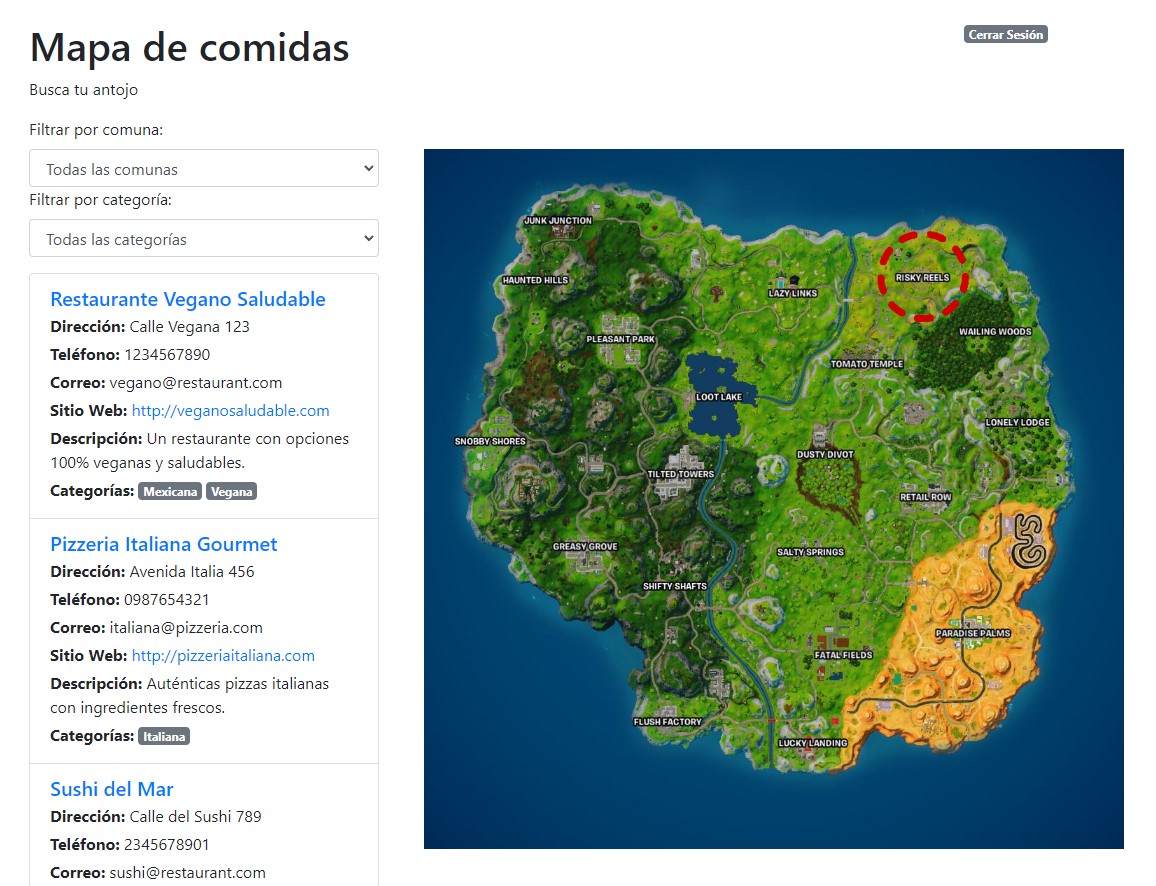 Mapa de comidas
Cerrar Sesión
Busca tu antojo
Filtrar por comuna:
Todas las comunas
Filtrar por categoría:
Todas las categorías
Restaurante Vegano Saludable
Dirección: Calle Vegana 123
Teléfono: 1234567890
Correo: vegano@restaurant.com
Sitio Web: http://veganosaludable.com
Descripción: Un restaurante con opciones
100% veganas y saludables.
Categorías: Mexicana Vegana
Pizzeria Italiana Gourmet
Dirección: Avenida Italia 456
Teléfono: 0987654321
Correo: italiana@pizzeria.com
Sitio Web: http://pizzeriaitaliana.com
Descripción: Auténticas pizzas italianas
con ingredientes frescos.
Categorías: Italiana
Sushi del Mar
Dirección: Calle del Sushi 789
Teléfono: 2345678901
Correo: sushi@restaurant.com
JUNK JUNCTION
HAUNTED HILLS
RISKY REELS
LAZY LINKS
WAILING WOODS
PLEASANT PARK
TOMATO TEMPLE
LOOT LAKE
LONELY LODGE
SNOBBY SHORES
DUSTY DIVOT
TILTED TOWERS
RETAIL ROW
GREASY GROVE
SALTY SPRINGS
SHIFTY SHAFTS
PARADISE PALMS
FATAL FIELDS
FLUSH FACTORY
LUCKY LANDING